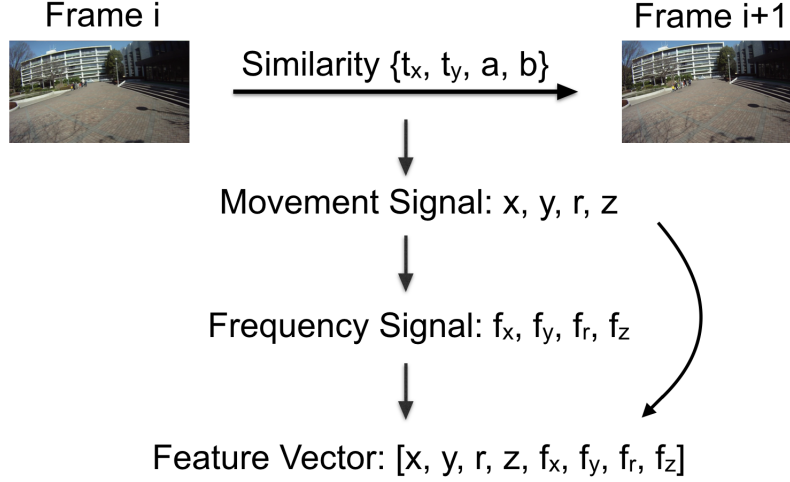 Frame i
Frame i+1
Similarity {tx, ty, a, b}
Movement Signal: x, y, r, z
Frequency Signal: fx, fy, fr, fz
Feature Vector: [x, y, r, z, fx, fy, fr, fz]